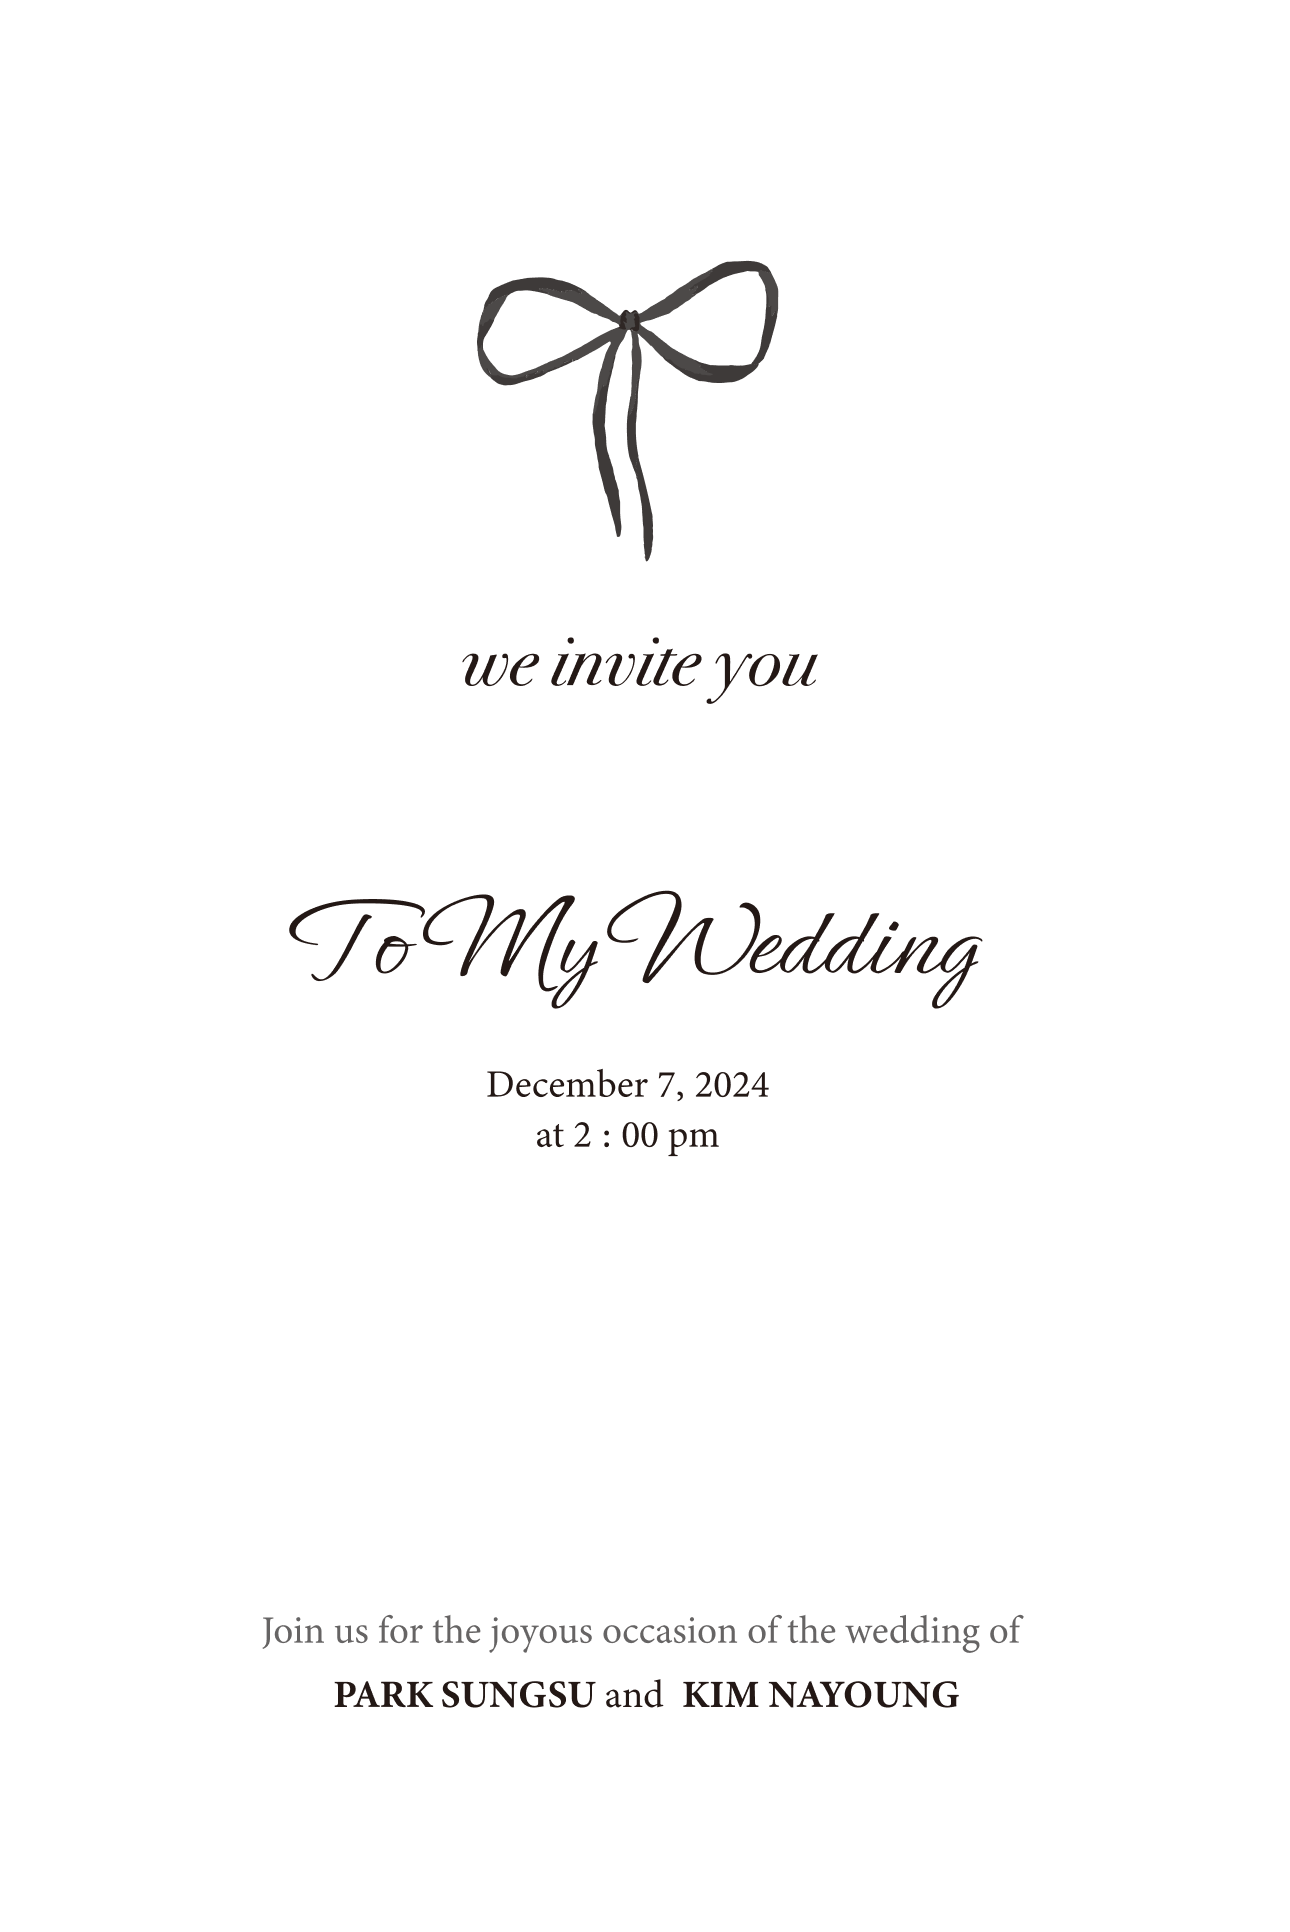 we invite you
To My Wedding
December 7, 2024
at 2 : 00 pm
Join us for the joyous occasion of the wedding of
PARK SUNGSU and KIM NAYOUNG